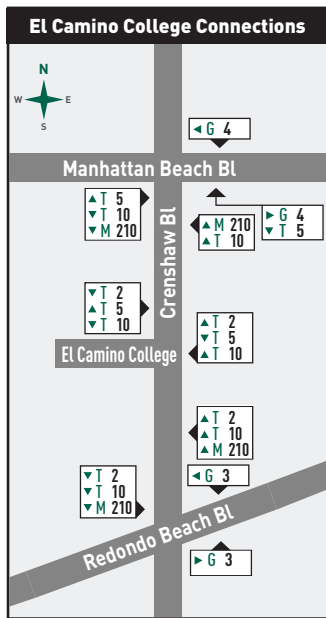 El Camino College Connections
N
W E
S
◄ G 4
Manhattan Beach Bl
▲ T 5
▼ T 10
▼ M 210
▲ M 210
▲ T 10
► G 4
▼ T 5
Crenshaw Bl
▼ T 2
▲ T 5
▼ T 10
El Camino College
▲ T 2
▼ T 5
▲ T 10
▲ T 2
▲ T 10
▲ M 210
▼ T 2
▼ T 10
▼ M 210
◄ G 3
Redondo Beach Bl
► G 3